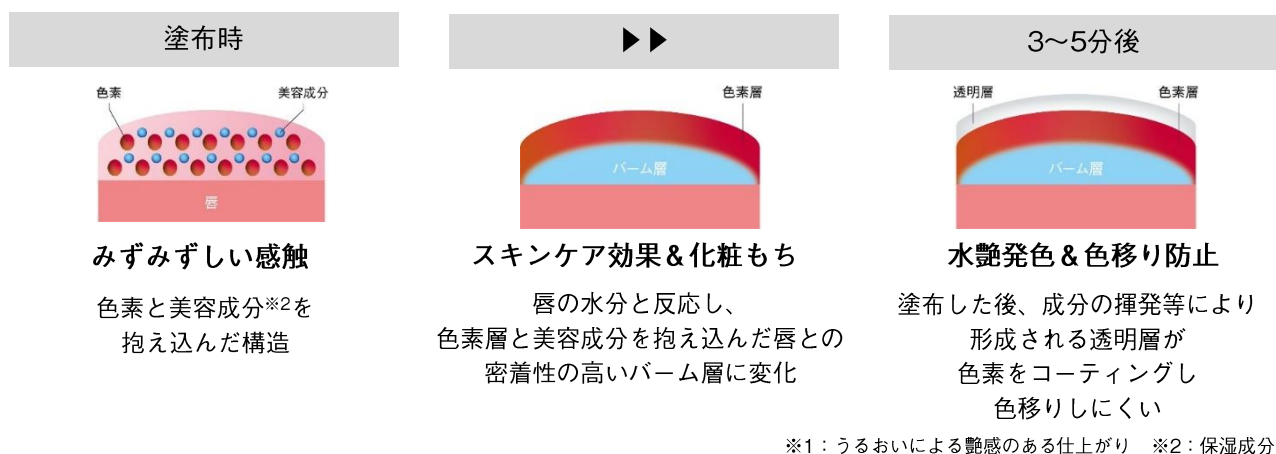 塗布時
色素
美容成分
唇
みずみずしい感触
色素と美容成分※2を
抱え込んだ構造
▶▶
色素層
バーム層
スキンケア効果＆化粧もち
唇の水分と反応し、
色素層と美容成分を抱え込んだ唇との
密着性の高いバーム層に変化
3〜5分後
透明層
色素層
バーム層
水艶発色＆色移り防止
塗布した後、成分の揮発等により
形成される透明層が
色素をコーティングし
色移りしにくい
※1：うるおいによる艶感のある仕上がり　※2：保湿成分